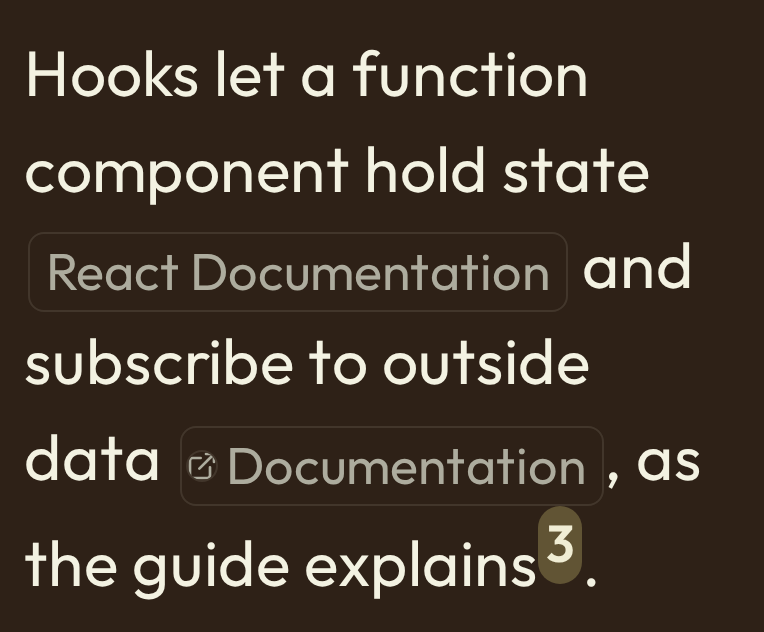 Hooks let a function
component hold state
React Documentation and
subscribe to outside
data Documentation, as
the guide explains3.